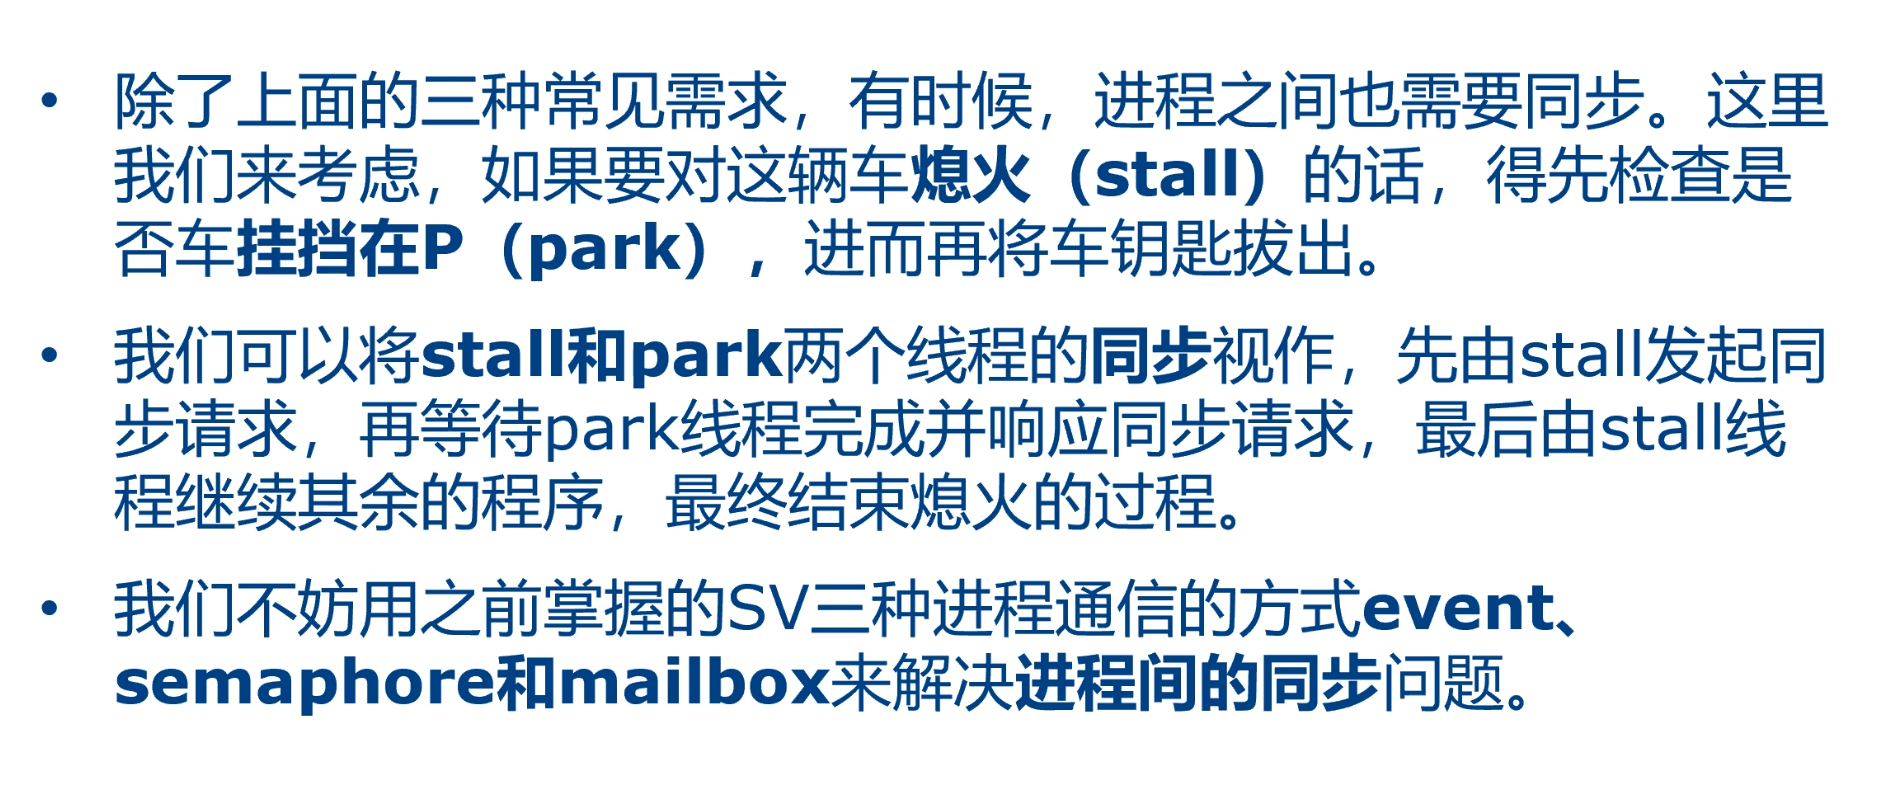 • 除了上面的三种常见需求，有时候，进程之间也需要同步。这里
我们来考虑，如果要对这辆车熄火（stall）的话，得先检查是
否车挂挡在P（park），进而再将车钥匙拔出。
• 我们可以将stall和park两个线程的同步视作，先由stall发起同
步请求，再等待park线程完成并响应同步请求，最后由stall线
程继续其余的程序，最终结束熄火的过程。
• 我们不妨用之前掌握的SV三种进程通信的方式event、
semaphore和mailbox来解决进程间的同步问题。